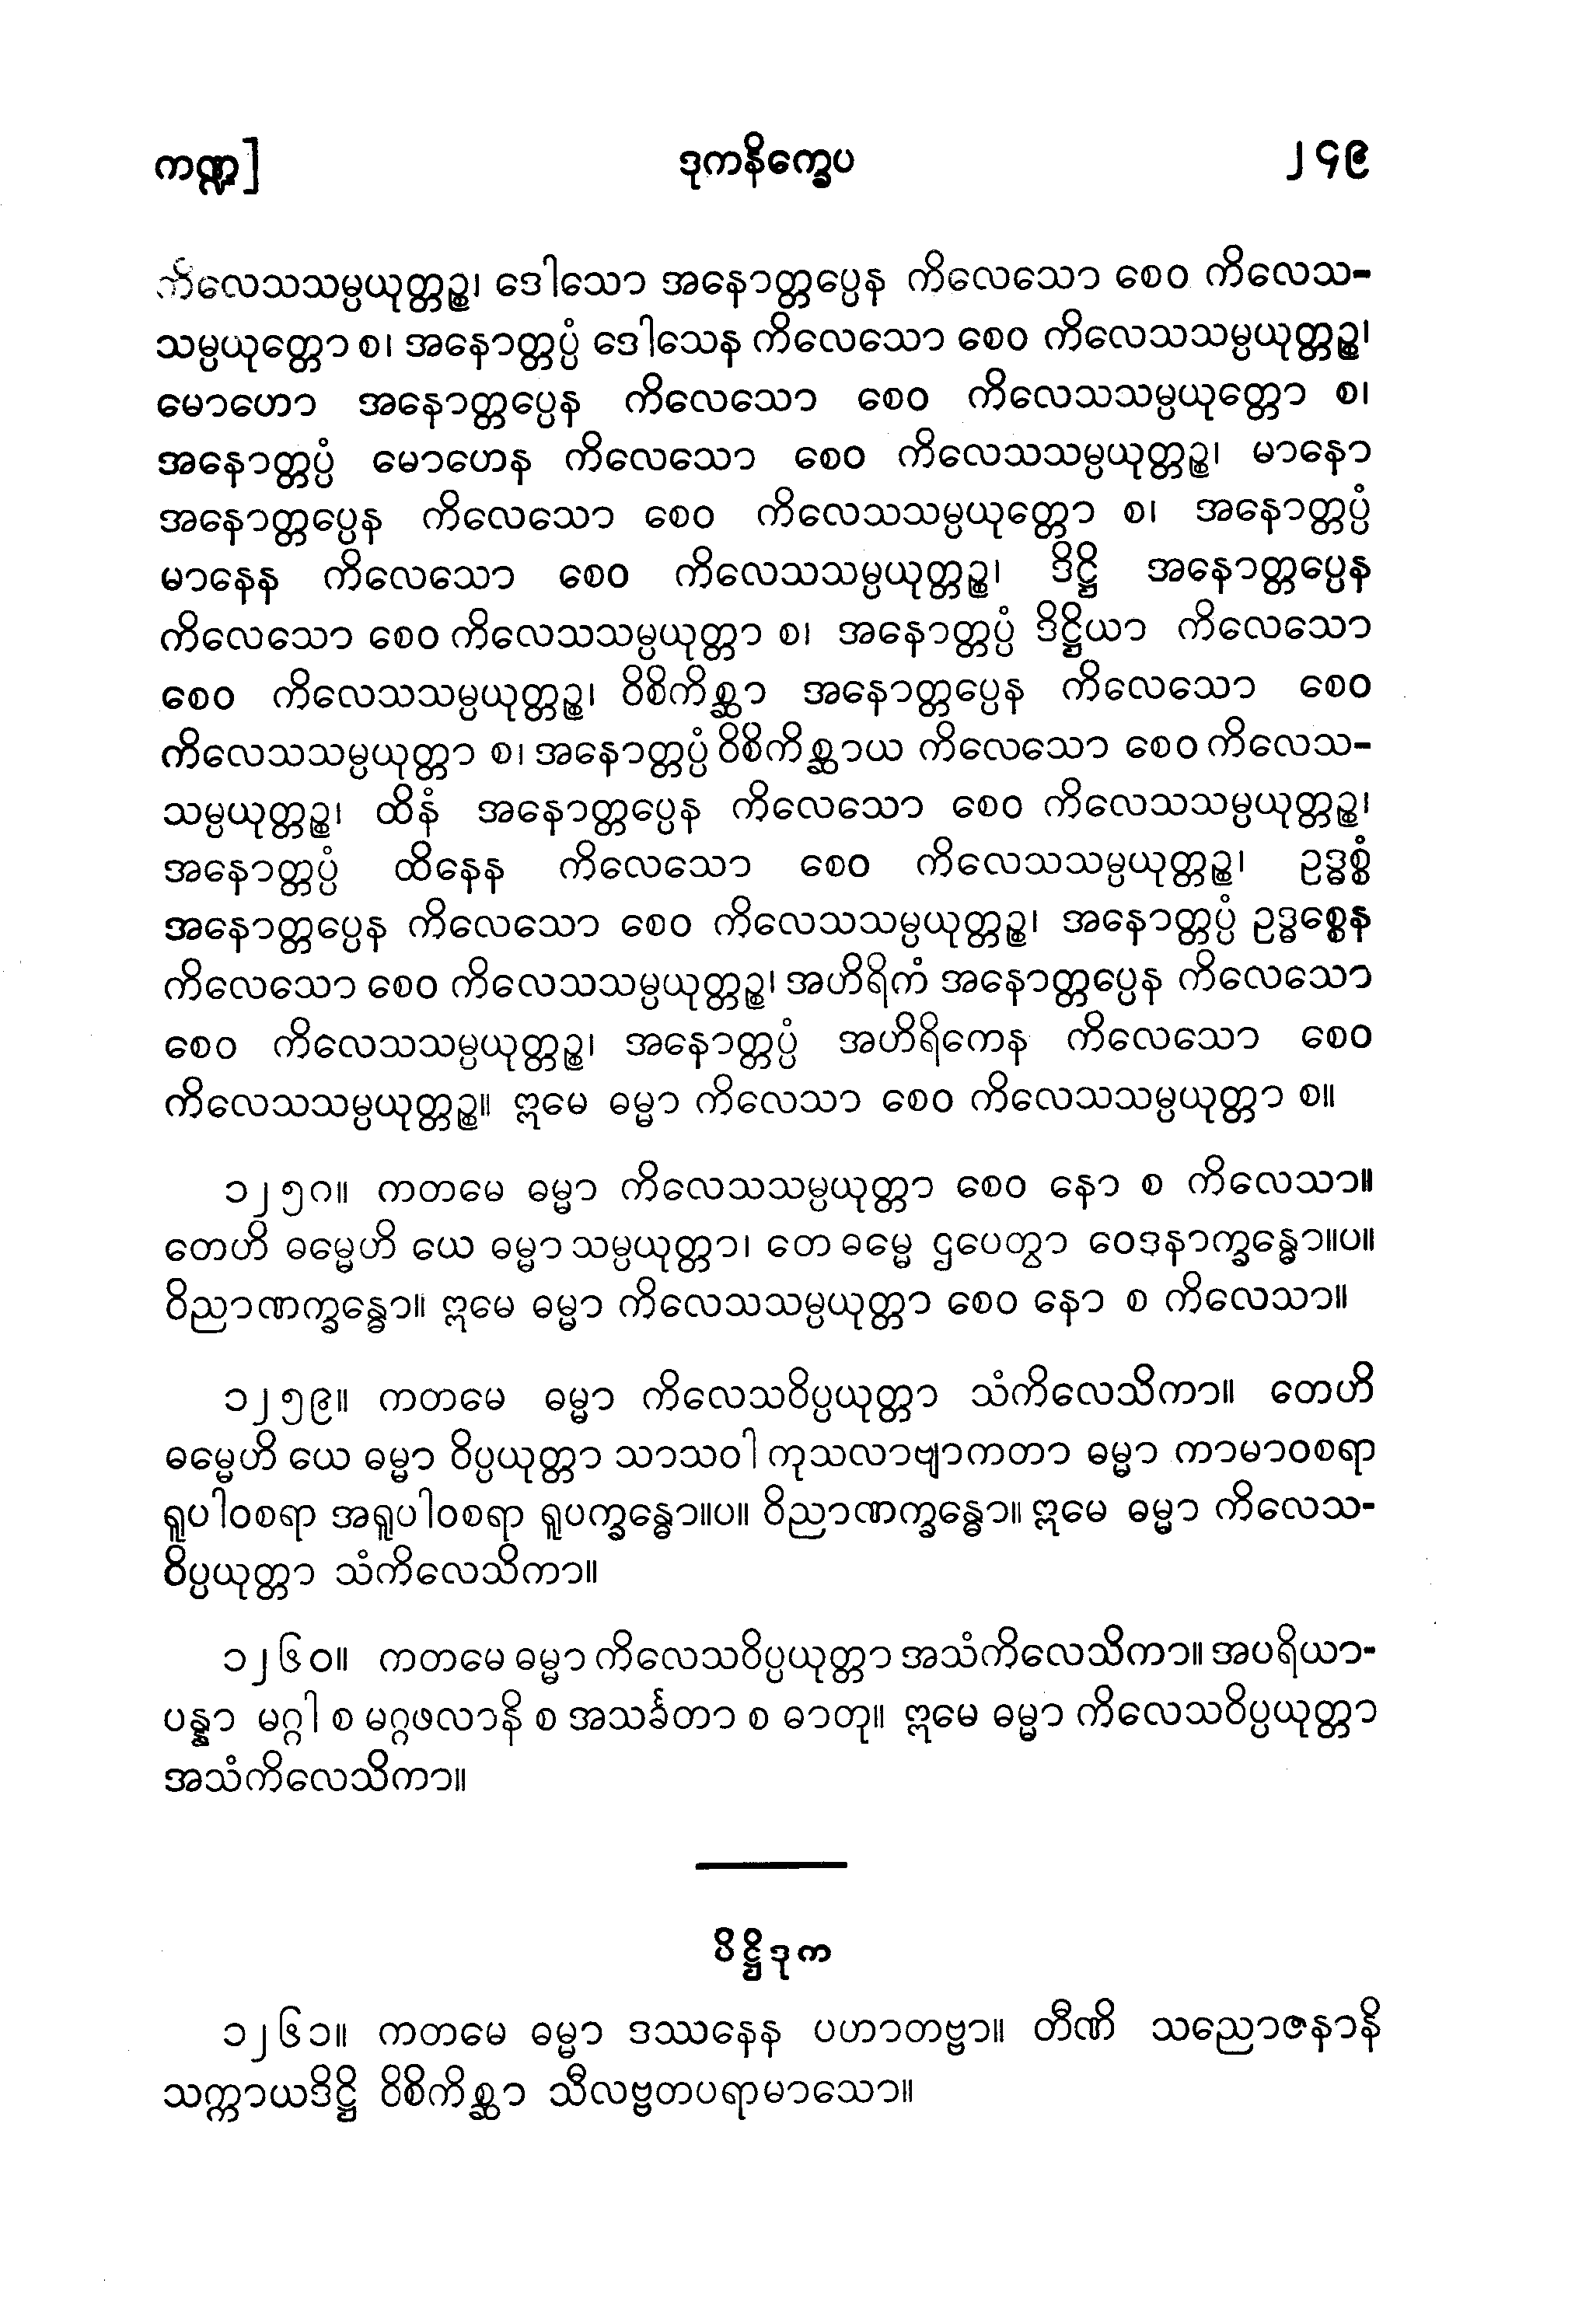 ကဏ္ဍ] ဒုကနိက္ခေပ ၂၄၉
ကိလေသသမ္ပယုတ္တဉ္စ၊ ဒေါသော အနောတ္တပ္ပေန ကိလေသော စေဝ ကိလေသ-
သမ္ပယုတ္တော စ၊ အနောတ္တပ္ပံ ဒေါသေန ကိလေသော စေဝ ကိလေသသမ္ပယုတ္တဉ္စ၊
မောဟော အနောတ္တပ္ပေန ကိလေသော စေဝ ကိလေသသမ္ပယုတ္တော စ၊
အနောတ္တပ္ပံ မောဟေန ကိလေသော စေဝ ကိလေသသမ္ပယုတ္တဉ္စ၊ မာနော
အနောတ္တပ္ပေန ကိလေသော စေဝ ကိလေသသမ္ပယုတ္တော စ၊ အနောတ္တပ္ပံ
မာနေန ကိလေသော စေဝ ကိလေသသမ္ပယုတ္တဉ္စ၊ ဒိဋ္ဌိ အနောတ္တပ္ပေန
ကိလေသော စေဝ ကိလေသသမ္ပယုတ္တာ စ၊ အနောတ္တပ္ပံ ဒိဋ္ဌိယာ ကိလေသော
စေဝ ကိလေသသမ္ပယုတ္တဉ္စ၊ ဝိစိကိစ္ဆာ အနောတ္တပ္ပေန ကိလေသော စေဝ
ကိလေသသမ္ပယုတ္တာ စ၊ အနောတ္တပ္ပံ ဝိစိကိစ္ဆာယ ကိလေသော စေဝ ကိလေသ-
သမ္ပယုတ္တဉ္စ၊ ထိနံ အနောတ္တပ္ပေန ကိလေသော စေဝ ကိလေသသမ္ပယုတ္တဉ္စ၊
အနောတ္တပ္ပံ ထိနေန ကိလေသော စေဝ ကိလေသသမ္ပယုတ္တဉ္စ၊ ဥဒ္ဓစ္စံ
အနောတ္တပ္ပေန ကိလေသော စေဝ ကိလေသသမ္ပယုတ္တဉ္စ၊ အနောတ္တပ္ပံ ဥဒ္ဓစ္စေန
ကိလေသော စေဝ ကိလေသသမ္ပယုတ္တဉ္စ၊ အဟိရိကံ အနောတ္တပ္ပေန ကိလေသော
စေဝ ကိလေသသမ္ပယုတ္တဉ္စ၊ အနောတ္တပ္ပံ အဟိရိကေန ကိလေသော စေဝ
ကိလေသသမ္ပယုတ္တဉ္စ။ ဣမေ ဓမ္မာ ကိလေသာ စေဝ ကိလေသသမ္ပယုတ္တာ စ။
၁၂၅၈။ ကတမေ ဓမ္မာ ကိလေသသမ္ပယုတ္တာ စေဝ နော စ ကိလေသာ။
တေဟိ ဓမ္မေဟိ ယေ ဓမ္မာ သမ္ပယုတ္တာ၊ တေ ဓမ္မေ ဌပေတွာ ဝေဒနာက္ခန္ဓော။ပ။
ဝိညာဏက္ခန္ဓော။ ဣမေ ဓမ္မာ ကိလေသသမ္ပယုတ္တာ စေဝ နော စ ကိလေသာ။
၁၂၅၉။ ကတမေ ဓမ္မာ ကိလေသဝိပ္ပယုတ္တာ သံကိလေသိကာ။ တေဟိ
ဓမ္မေဟိ ယေ ဓမ္မာ ဝိပ္ပယုတ္တာ သာသဝါ ကုသလာဗျာကတာ ဓမ္မာ ကာမာဝစရာ
ရူပါဝစရာ အရူပါဝစရာ ရူပက္ခန္ဓော။ပ။ ဝိညာဏက္ခန္ဓော။ ဣမေ ဓမ္မာ ကိလေသ-
ဝိပ္ပယုတ္တာ သံကိလေသိကာ။
၁၂၆၀။ ကတမေ ဓမ္မာ ကိလေသဝိပ္ပယုတ္တာ အသံကိလေသိကာ။ အပရိယာ-
ပန္နာ မဂ္ဂါ စ မဂ္ဂဖလာနိ စ အသင်္ခတာ စ ဓာတု။ ဣမေ ဓမ္မာ ကိလေသဝိပ္ပယုတ္တာ
အသံကိလေသိကာ။
ပိဋ္ဌိဒုက
၁၂၆၁။ ကတမေ ဓမ္မာ ဒဿနေန ပဟာတဗ္ဗာ။ တီဏိ သညောဇနာနိ
သက္ကာယဒိဋ္ဌိ ဝိစိကိစ္ဆာ သီလဗ္ဗတပရာမာသော။